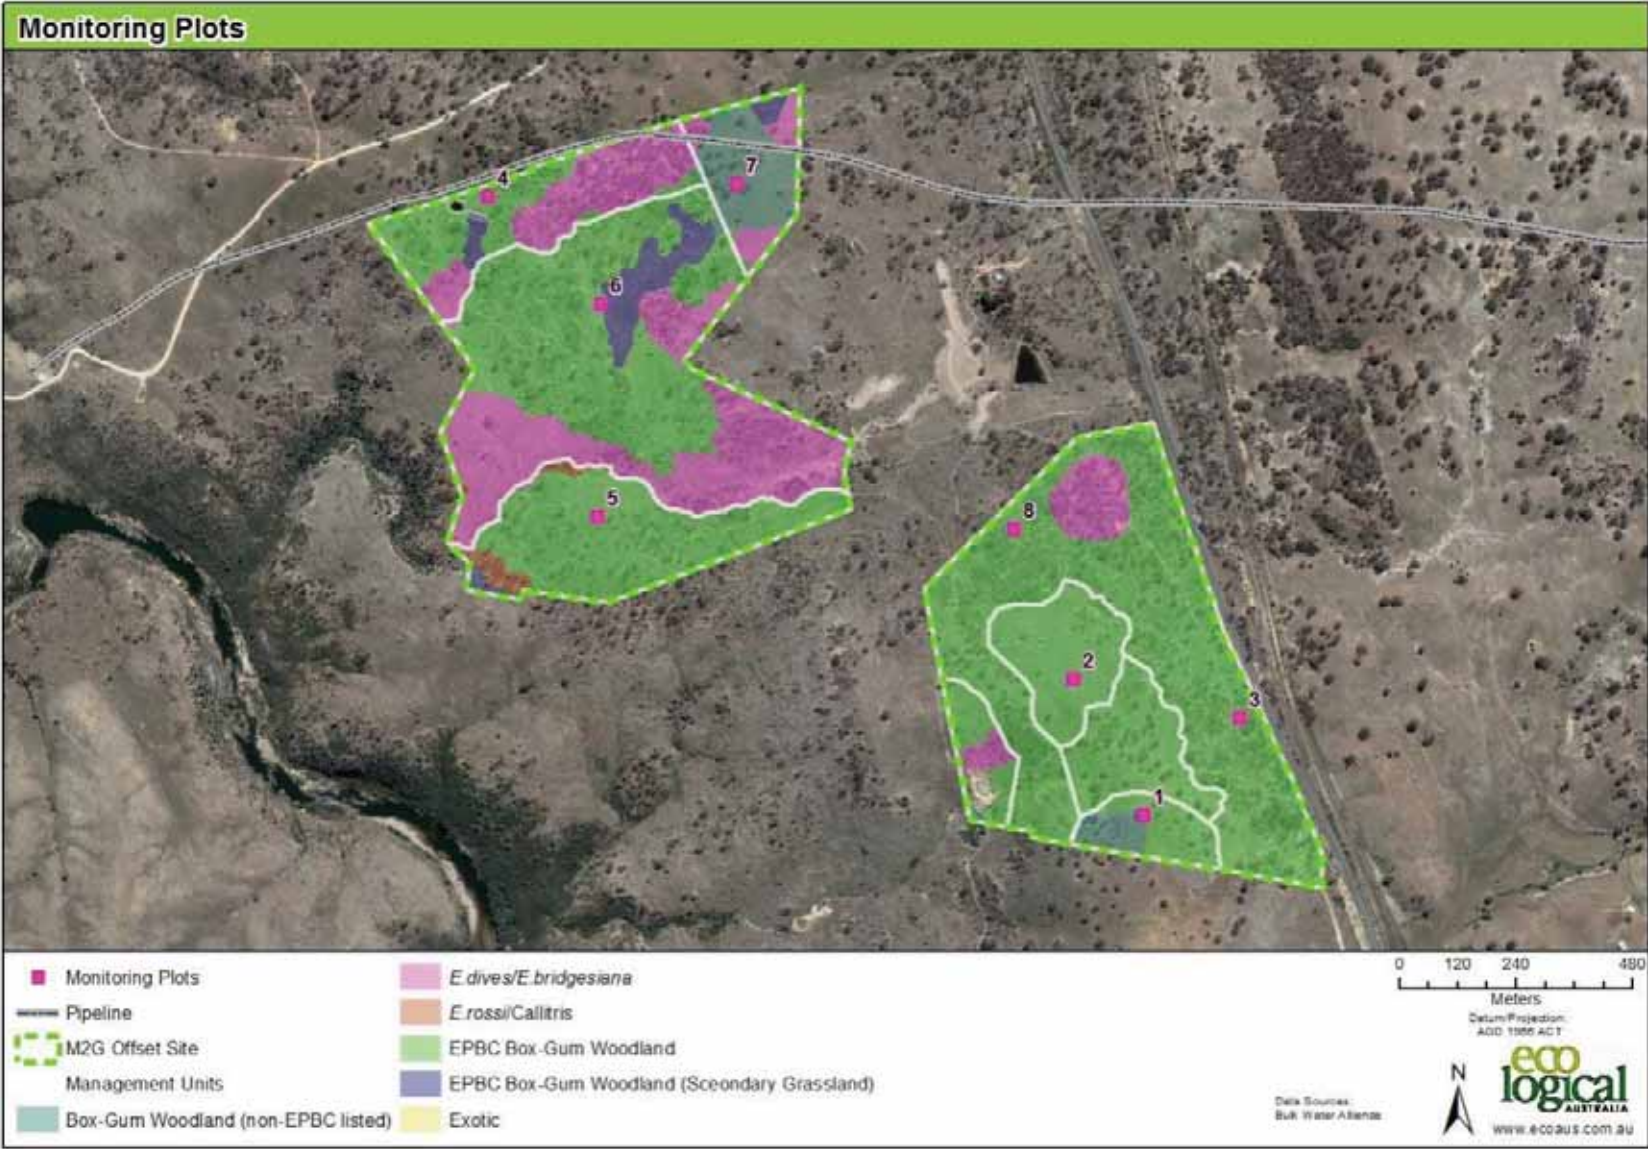 Monitoring Plots
4
7
6
5
8
2
3
1
Monitoring Plots
Pipeline
M2G Offset Site
Management Units
Box-Gum Woodland (non-EPBC listed)
E.dives/E.bridgesiana
E.rossi/Callitris
EPBC Box-Gum Woodland
EPBC Box-Gum Woodland (Sceondary Grassland)
Exotic
0 120 240 480
Meters
Datum/Projection:
AGD 1966 ACT
N
eco
logical
AUSTRALIA
www.ecoaus.com.au
Data Sources:
Bulk Water Alliance